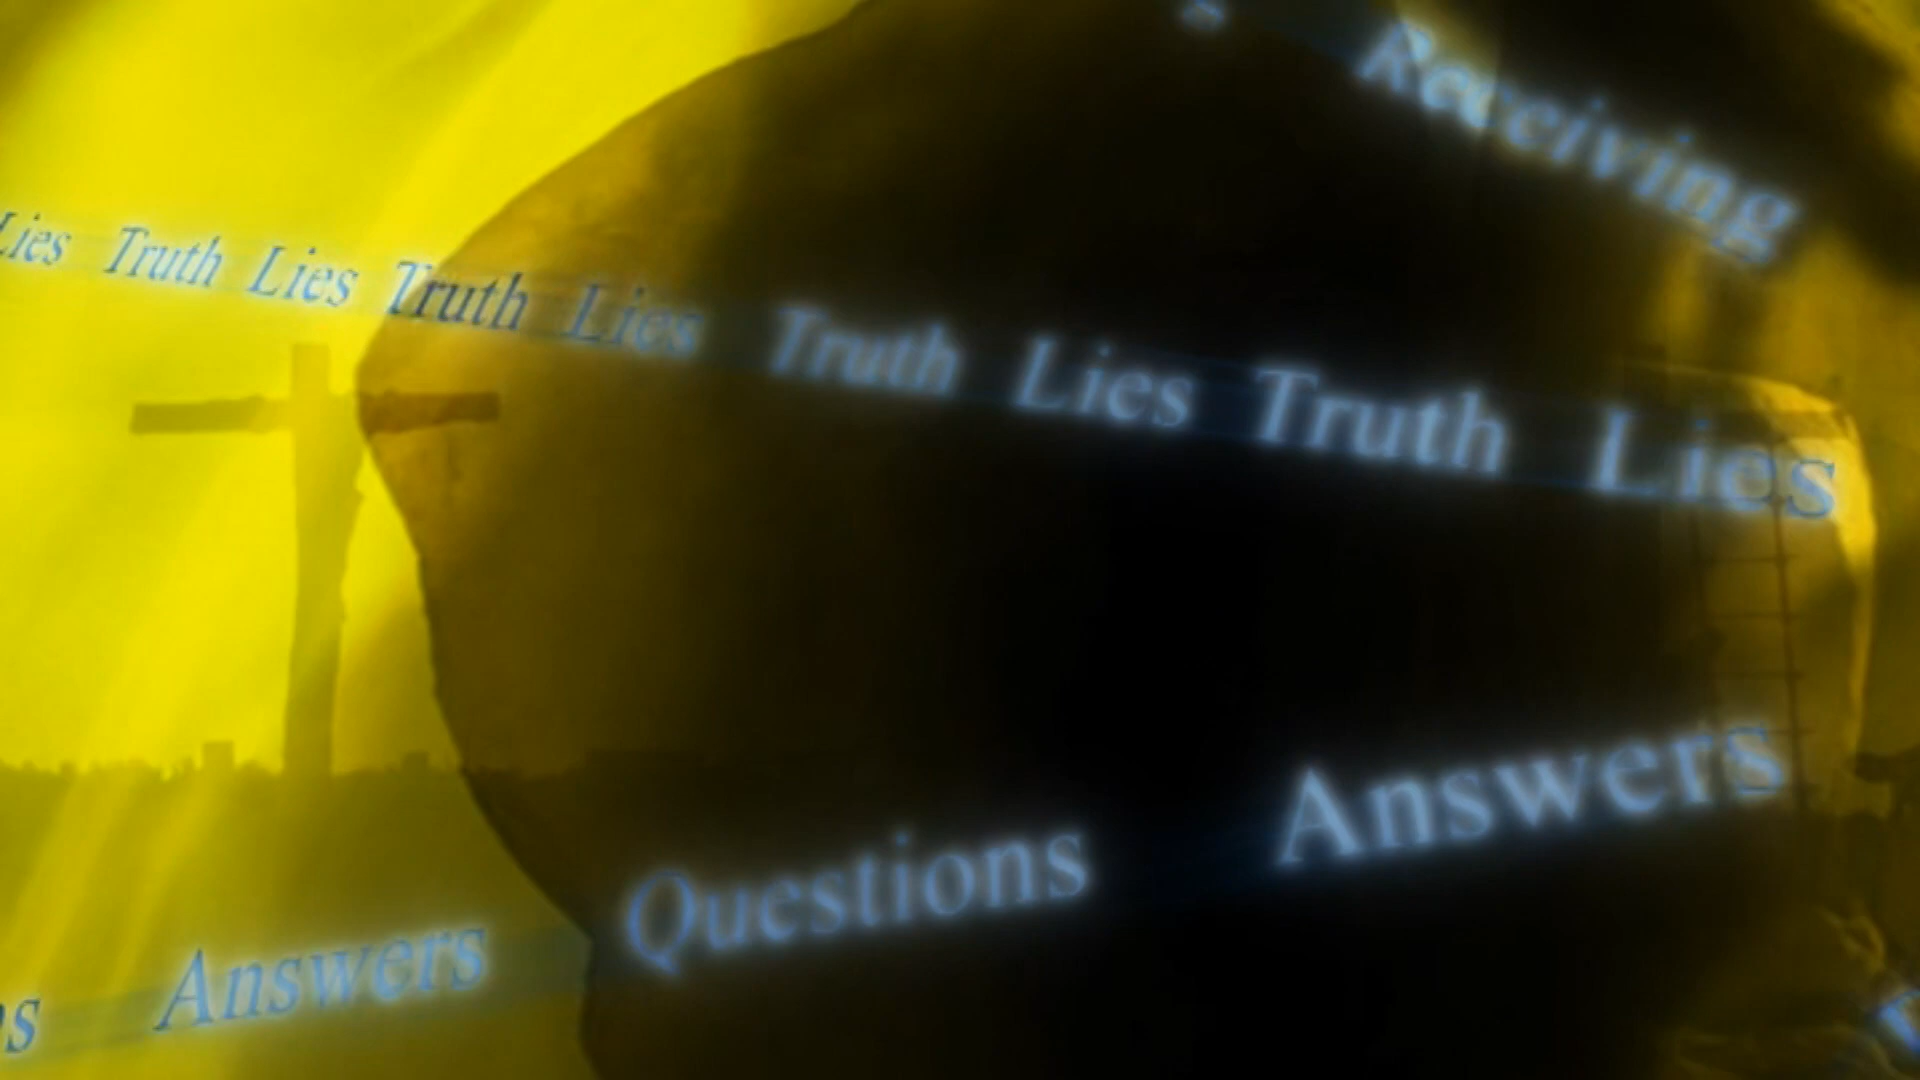 Receiving
Lies Truth Lies Truth Lies Truth Lies Truth Lies
Answers Questions Answers